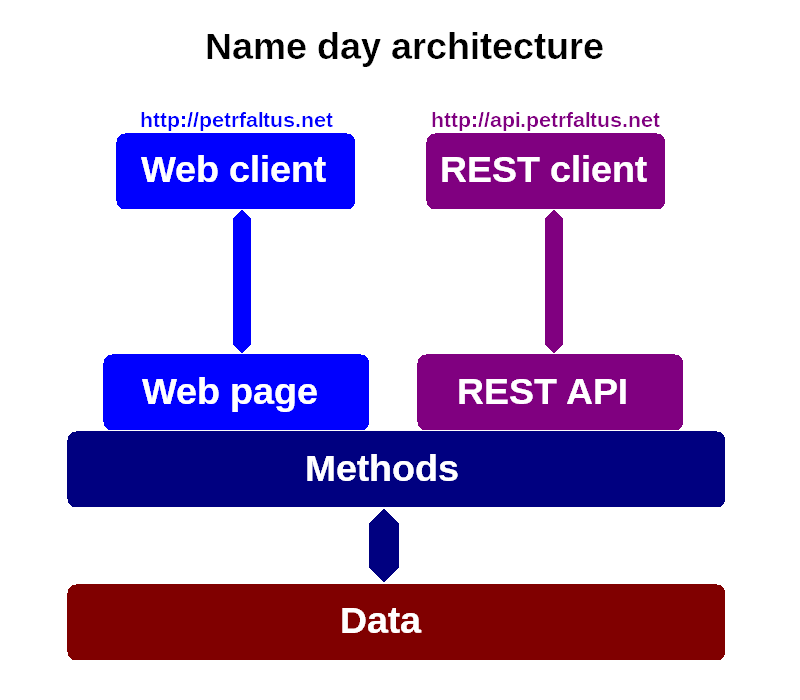 Name day architecture
http://petrfaltus.net
http://api.petrfaltus.net
Web client
REST client
Web page
REST API
Methods
Data